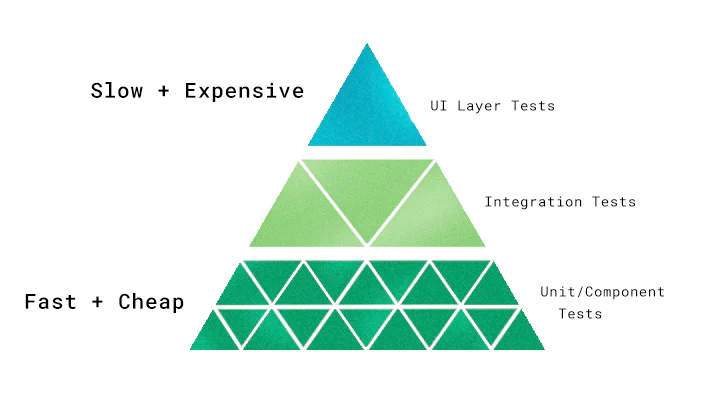 Slow + Expensive
UI Layer Tests
Integration Tests
Fast + Cheap
Unit/Component
Tests